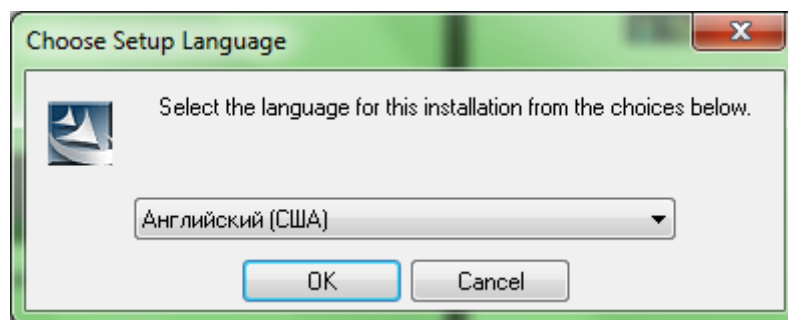 Choose Setup Language
Select the language for this installation from the choices below.
Английский (США)
OK
Cancel